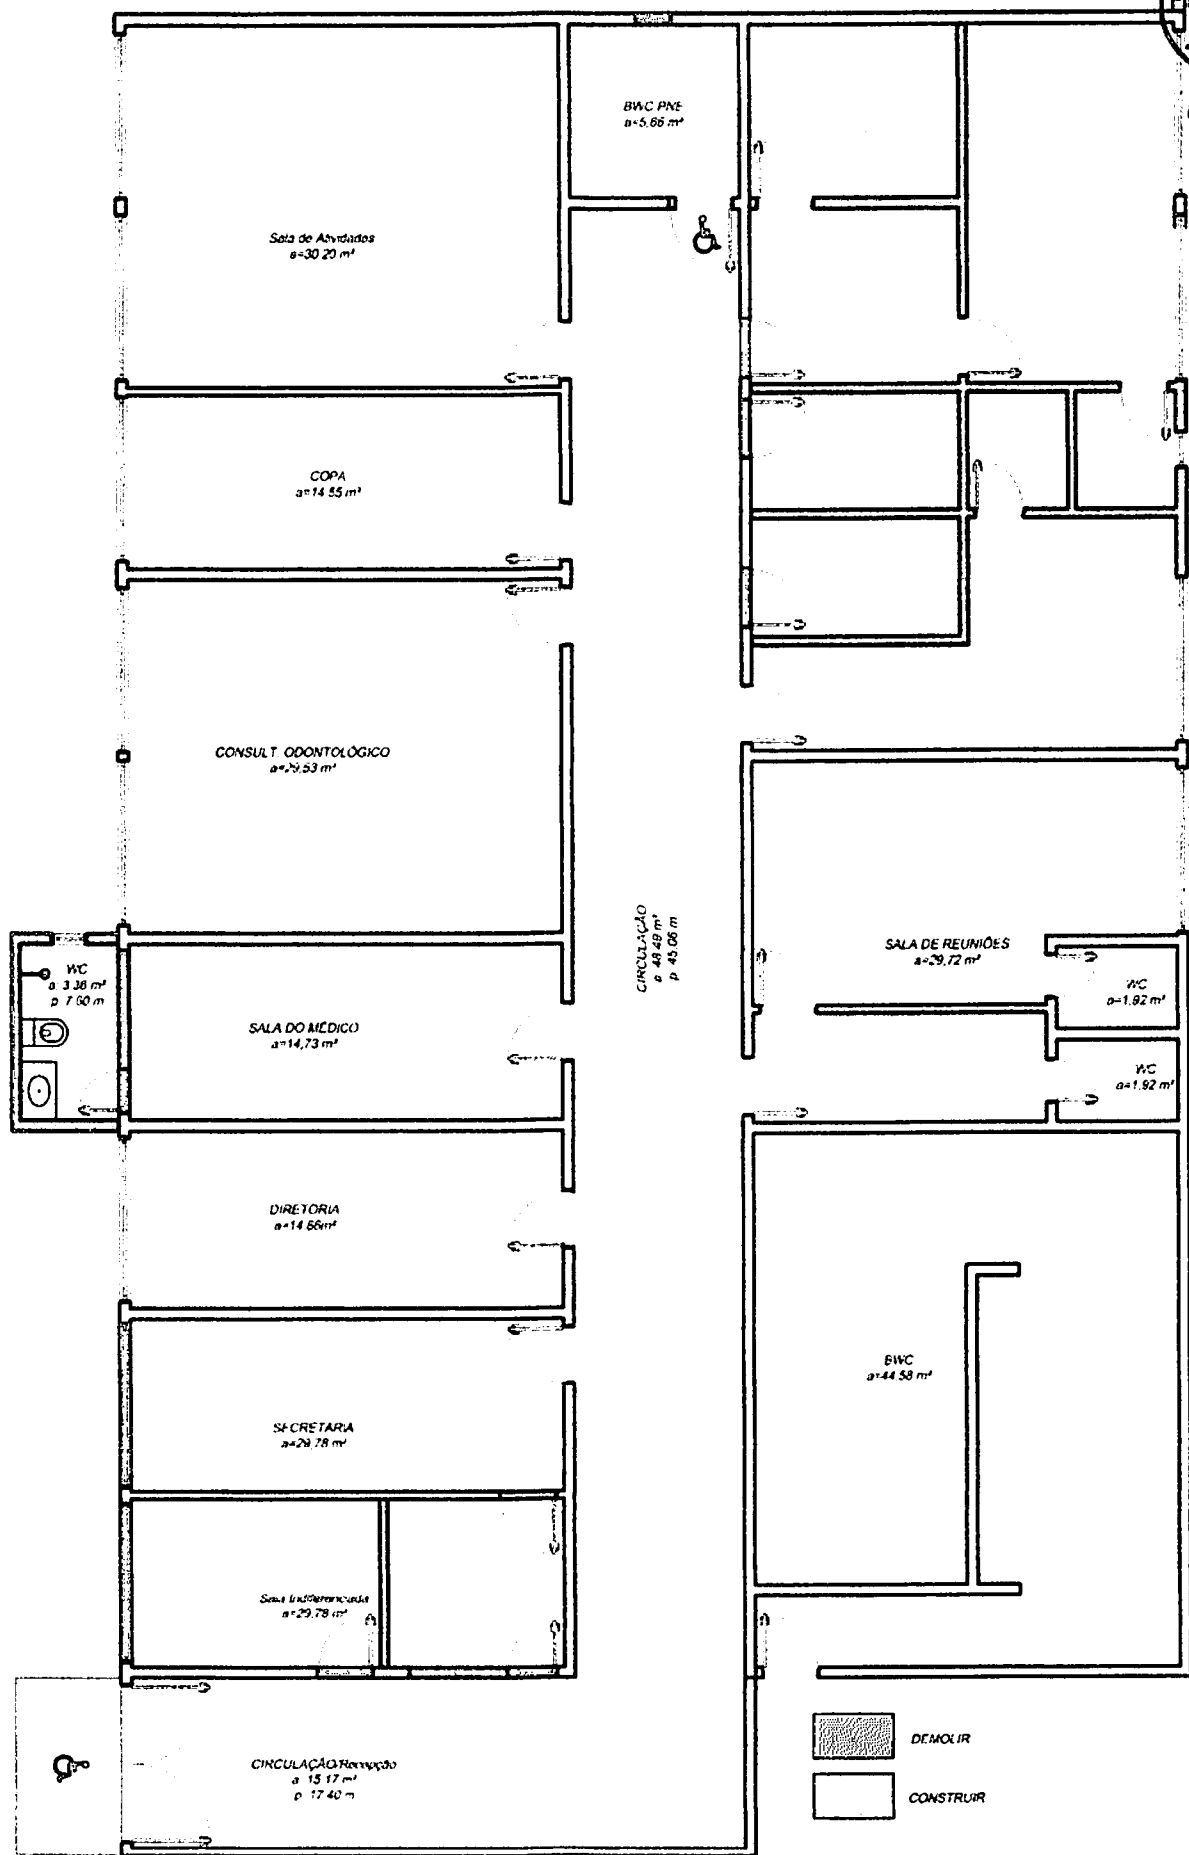 BWC PNE
a=5,66 m²
Sala de Atividades
a=30.20 m²
COPA
a=14.55 m²
CONSULT. ODONTOLÓGICO
a=29,53 m²
CIRCULAÇÃO
a: 48.49 m²
p: 45.06 m
SALA DE REUNIÕES
a=29,72 m²
WC
a: 3.36 m²
p: 7.60 m
WC
a=1.92 m²
SALA DO MÉDICO
a=14,73 m²
WC
a=1.92 m²
DIRETORIA
a=14.66m²
BWC
a=44.58 m²
SECRETARIA
a=29,78 m²
Sala Indiferenciada
a=29,78 m²
DEMOLIR
CIRCULAÇÃO/Recepção
a: 15.17 m²
p: 17.40 m
CONSTRUIR